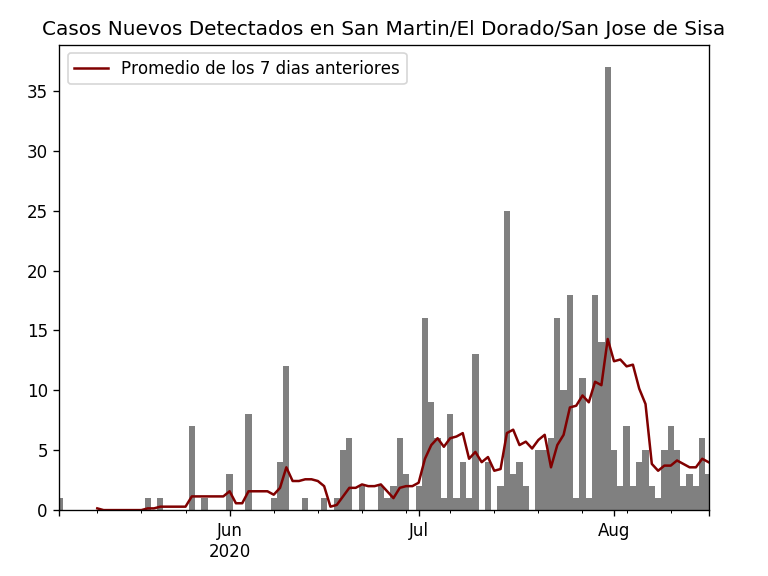 Casos Nuevos Detectados en San Martin/El Dorado/San Jose de Sisa
Promedio de los 7 dias anteriores
35
30
25
20
15
10
5
0
Jun
2020
Jul
Aug